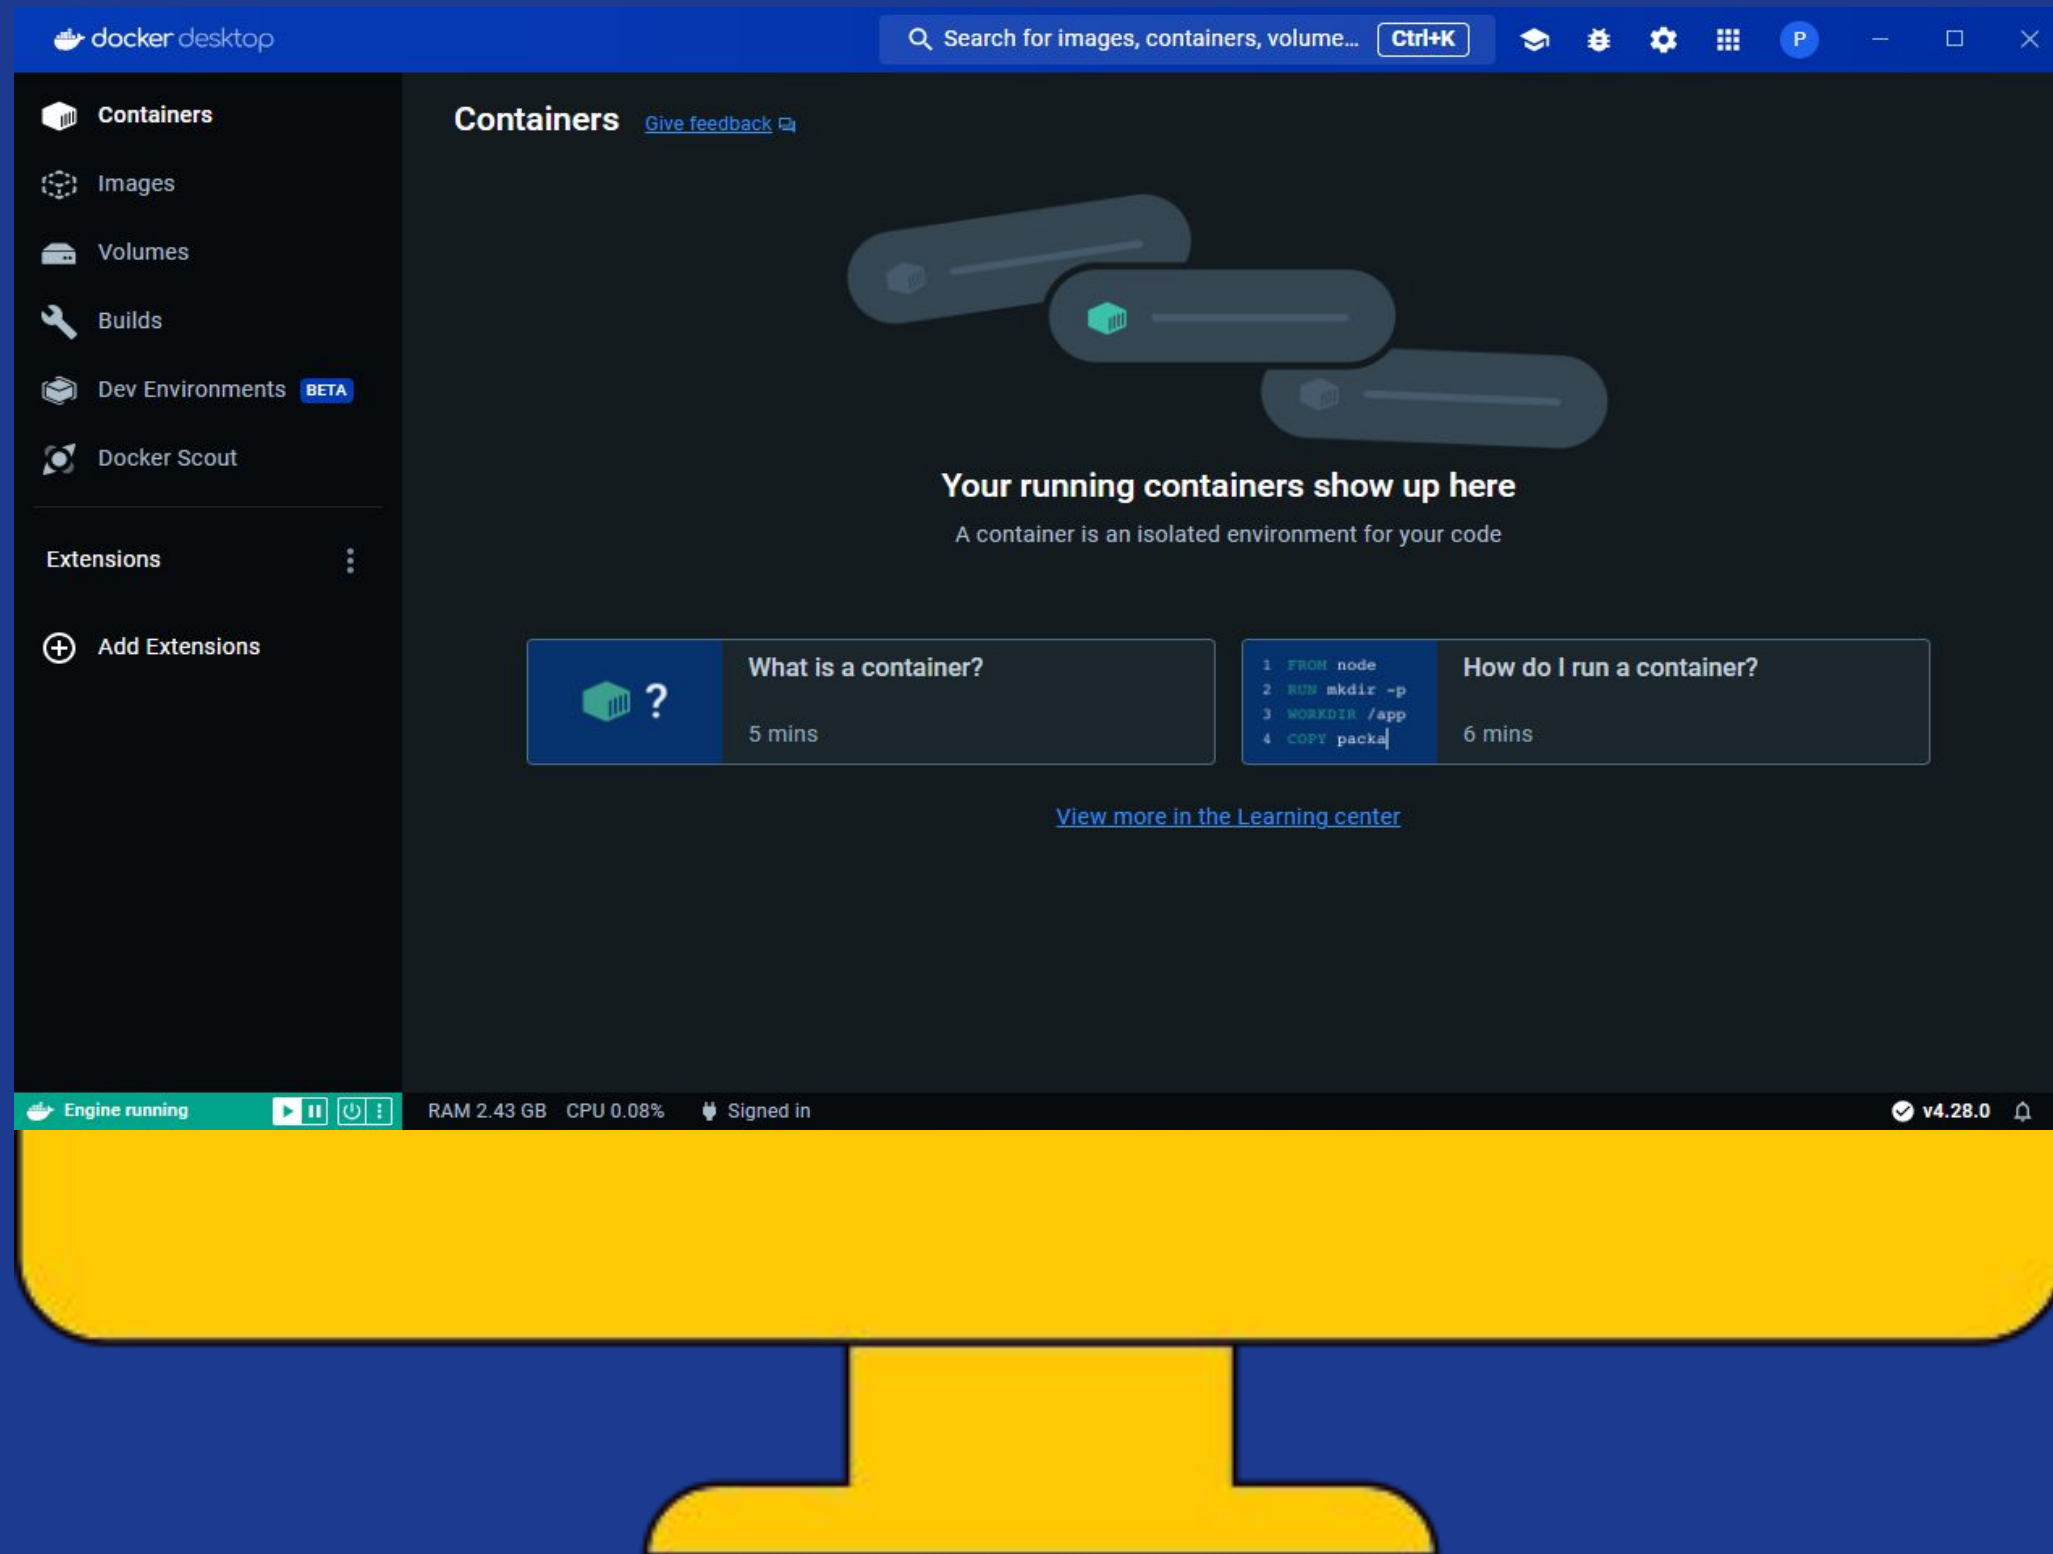 docker desktop
Search for images, containers, volume... Ctrl+K
P
Containers
Images
Volumes
Builds
Dev Environments BETA
Docker Scout
Extensions
Add Extensions
Containers Give feedback
Your running containers show up here
A container is an isolated environment for your code
?
What is a container?
5 mins
1 FROM node
2 RUN mkdir -p
3 WORKDIR /app
4 COPY packa
How do I run a container?
6 mins
View more in the Learning center
Engine running
RAM 2.43 GB CPU 0.08% Signed in
v4.28.0